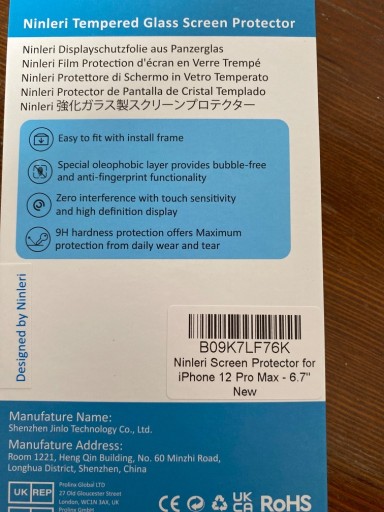 Ninleri Tempered Glass Screen Protector
Ninleri Displayschutzfolie aus Panzerglas
Ninleri Film Protection d'écran en Verre Trempé
Ninleri Protettore di Schermo in Vetro Temperato
Ninleri Protector de Pantalla de Cristal Templado
Ninleri 強化ガラス製スクリーンプロテクター
Easy to fit with install frame
Special oleophobic layer provides bubble-free
and anti-fingerprint functionality
Zero interference with touch sensitivity
and high definition display
9H hardness protection offers Maximum
protection from daily wear and tear
Designed by Ninleri
B09K7LF76K
Ninleri Screen Protector for
iPhone 12 Pro Max - 6.7"
New
Manufature Name:
Shenzhen Jinlo Technology Co., Ltd.
Manufature Address:
Room 1221, Heng Qin Building, No. 60 Minzhi Road,
Longhua District, Shenzhen, China
UK REP
Prolinx Global LTD
27 Old Gloucester Street
London, WC1N 3AX, UK
Prolinx GmbH
CE UK CA RoHS